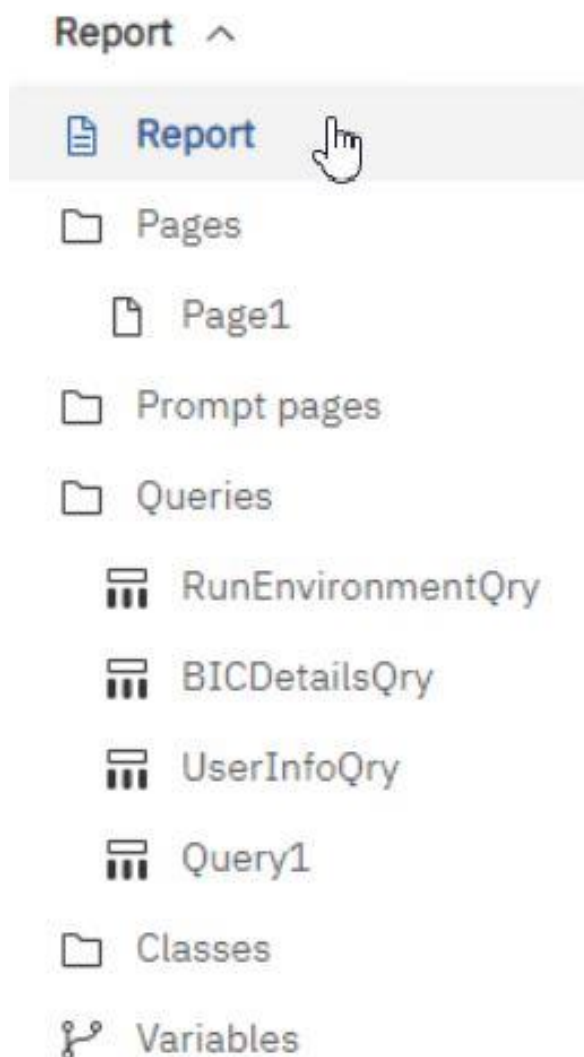 Report
Report
Pages
Page1
Prompt pages
Queries
RunEnvironmentQry
BICDetailsQry
UserInfoQry
Query1
Classes
Variables